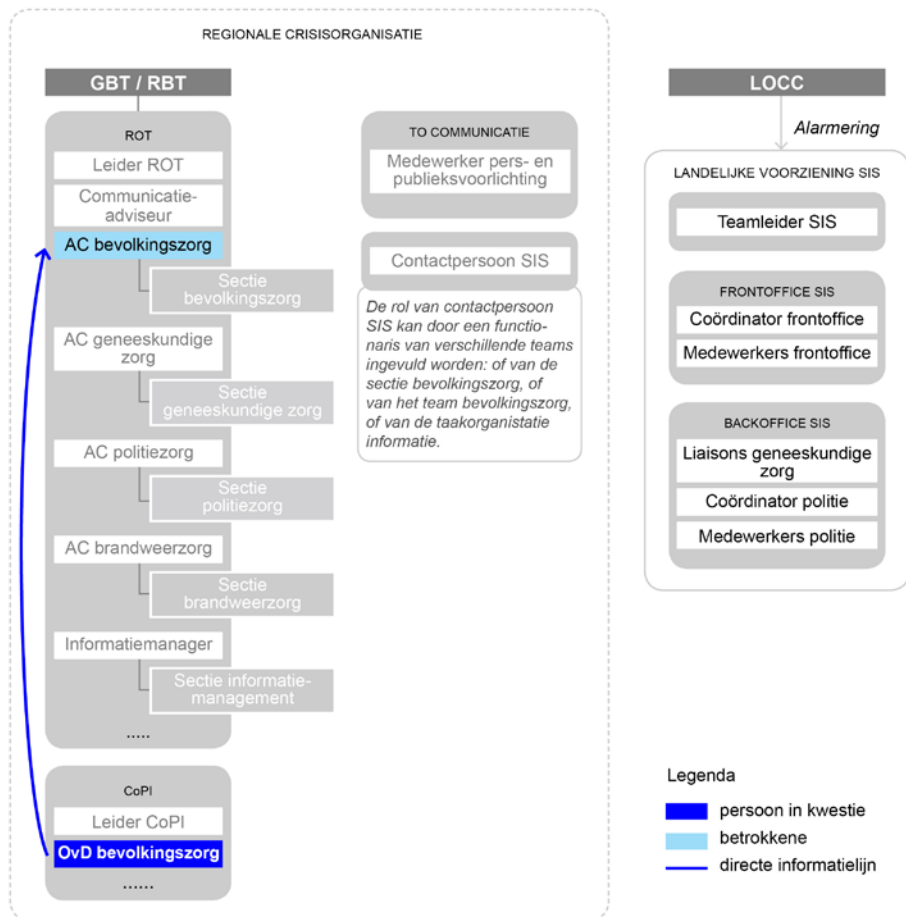 REGIONALE CRISISORGANISATIE
GBT / RBT
ROT
Leider ROT
Communicatie-
adviseur
AC bevolkingszorg
Sectie
bevolkingszorg
AC geneeskundige
zorg
Sectie
geneeskundige zorg
AC politiezorg
Sectie
politiezorg
AC brandweerzorg
Sectie
brandweerzorg
Informatiemanager
Sectie informatie-
management
.....
CoPI
Leider CoPI
OvD bevolkingszorg
......
TO COMMUNICATIE
Medewerker pers- en
publieksvoorlichting
Contactpersoon SIS
De rol van contactpersoon
SIS kan door een functio-
naris van verschillende teams
ingevuld worden: of van de
sectie bevolkingszorg, of
van het team bevolkingszorg,
of van de taakorganistatie
informatie.
LOCC
Alarmering
LANDELIJKE VOORZIENING SIS
Teamleider SIS
FRONTOFFICE SIS
Coördinator frontoffice
Medewerkers frontoffice
BACKOFFICE SIS
Liaisons geneeskundige
zorg
Coördinator politie
Medewerkers politie
Legenda
persoon in kwestie
betrokkene
directe informatielijn